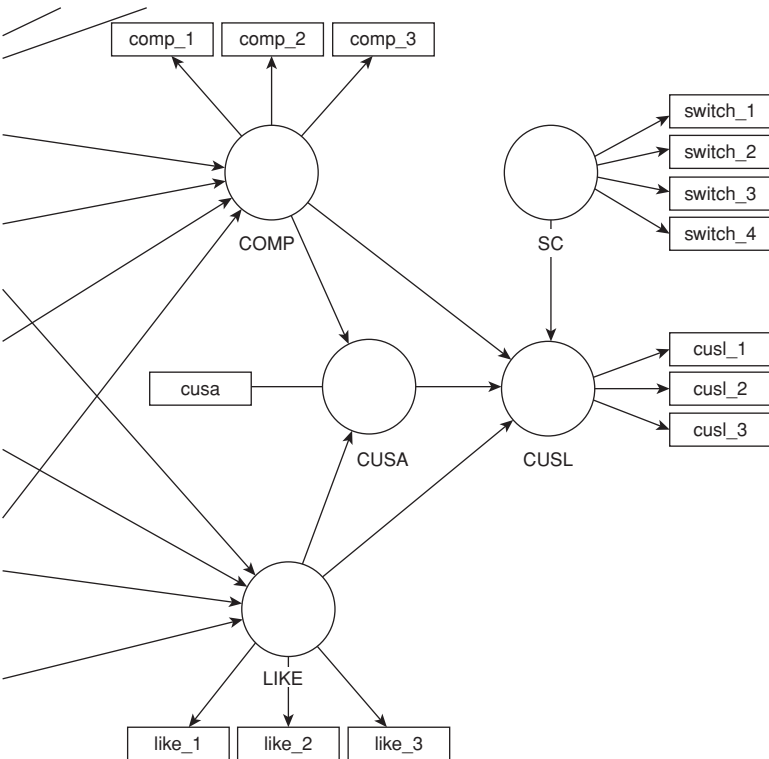 comp_1 comp_2 comp_3
switch_1
switch_2
switch_3
switch_4
COMP
SC
cusl_1
cusa
cusl_2
cusl_3
CUSA
CUSL
LIKE
like_1 like_2 like_3